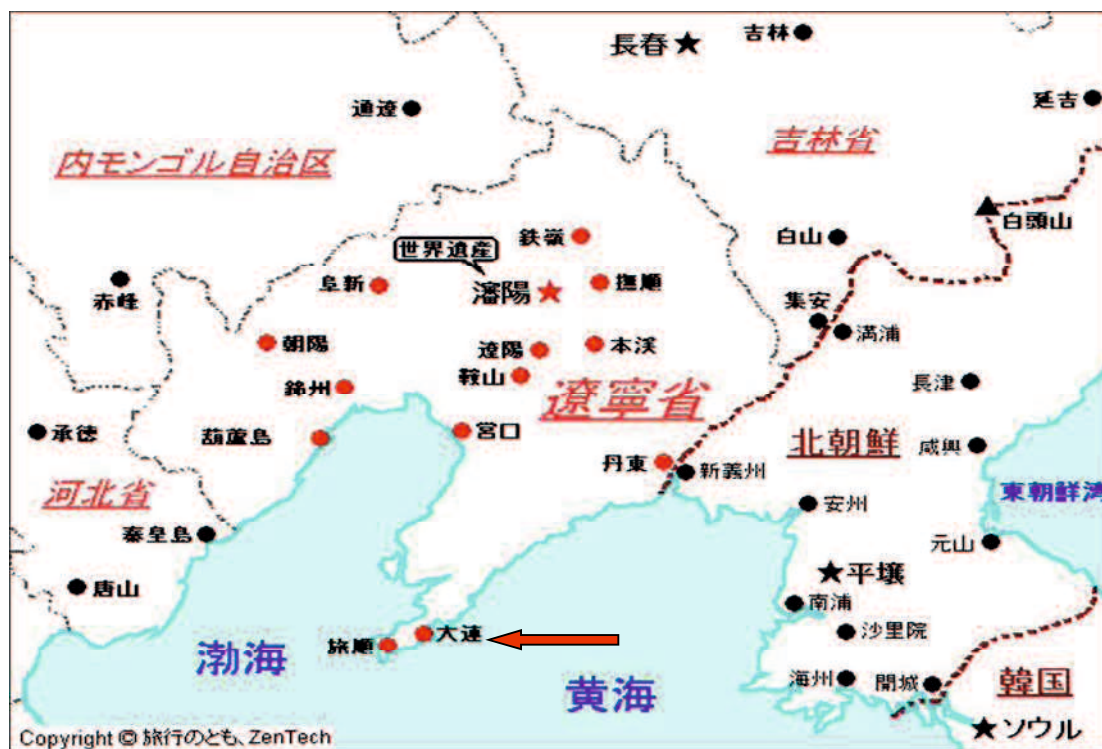 長春
吉林
通遼
延吉
内モンゴル自治区
吉林省
白頭山
鉄嶺
白山
世界遺産
赤峰
阜新
瀋陽
撫順
集安
満浦
朝陽
遼陽
本渓
鞍山
錦州
遼寧省
長津
承徳
葫蘆島
営口
北朝鮮
咸興
丹東
新義州
河北省
東朝鮮湾
安州
秦皇島
元山
平壌
唐山
南浦
大連
沙里院
旅順
渤海
黄海
海州
開城
韓国
ソウル
Copyright © 旅行のとも、ZenTech